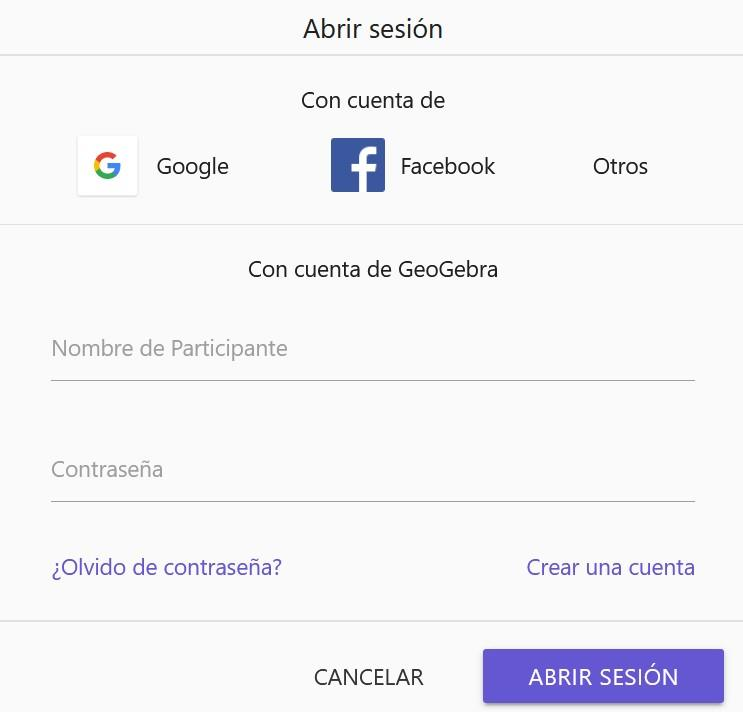 Abrir sesión
Con cuenta de
Google Facebook Otros
Con cuenta de GeoGebra
Nombre de Participante
Contraseña
¿Olvido de contraseña? Crear una cuenta
CANCELAR ABRIR SESIÓN